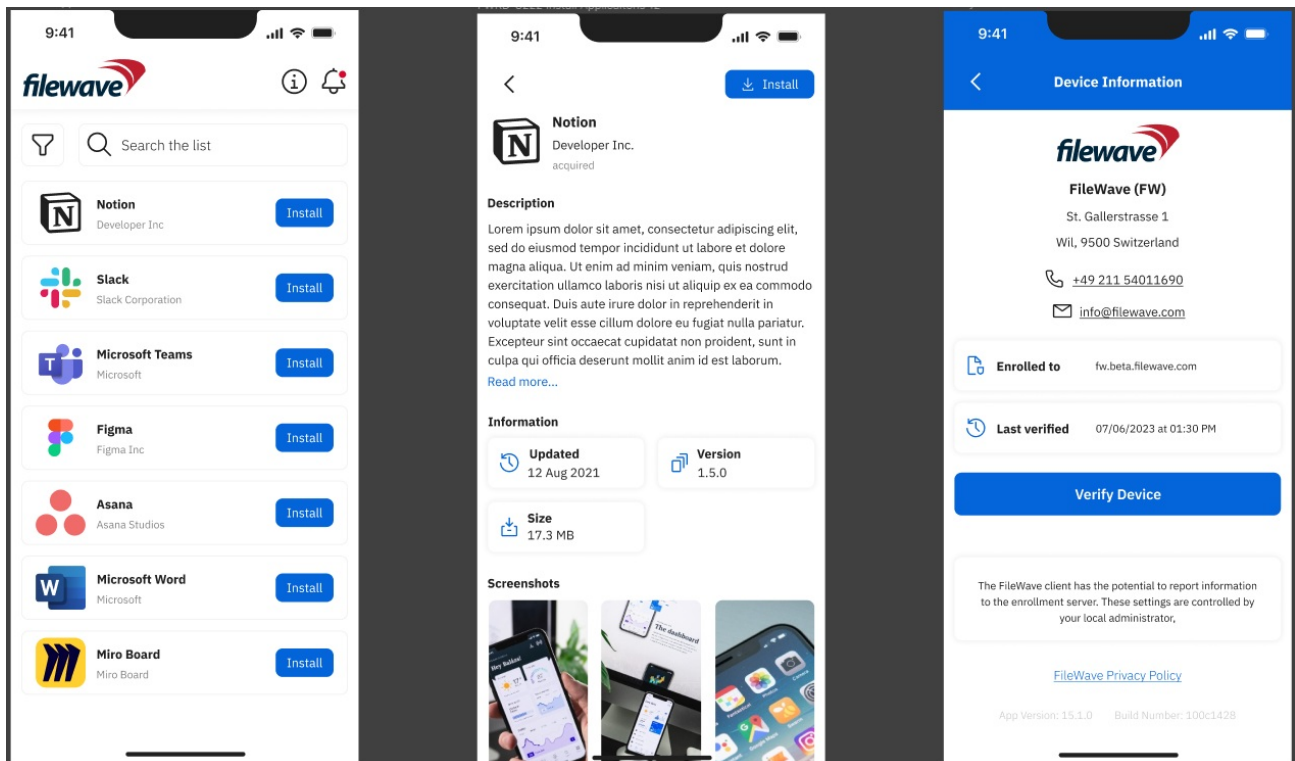 9:41
filewave
Search the list
Notion
Developer Inc
Install
Slack
Slack Corporation
Install
Microsoft Teams
Microsoft
Install
Figma
Figma Inc
Install
Asana
Asana Studios
Install
Microsoft Word
Microsoft
Install
Miro Board
Miro Board
Install
9:41
Install
Notion
Developer Inc.
acquired
Description
Lorem ipsum dolor sit amet, consectetur adipiscing elit,
sed do eiusmod tempor incididunt ut labore et dolore
magna aliqua. Ut enim ad minim veniam, quis nostrud
exercitation ullamco laboris nisi ut aliquip ex ea commodo
consequat. Duis aute irure dolor in reprehenderit in
voluptate velit esse cillum dolore eu fugiat nulla pariatur.
Excepteur sint occaecat cupidatat non proident, sunt in
culpa qui officia deserunt mollit anim id est laborum.
Read more...
Information
Updated
12 Aug 2021
Version
1.5.0
Size
17.3 MB
Screenshots
The dashboard
9:41
Device Information
filewave
FileWave (FW)
St. Gallerstrasse 1
Wil, 9500 Switzerland
+49 211 54011690
info@filewave.com
Enrolled to
fw.beta.filewave.com
Last verified
07/06/2023 at 01:30 PM
Verify Device
The FileWave client has the potential to report information
to the enrollment server. These settings are controlled by
your local administrator,
FileWave Privacy Policy
App Version: 15.1.0 Build Number: 100c1428